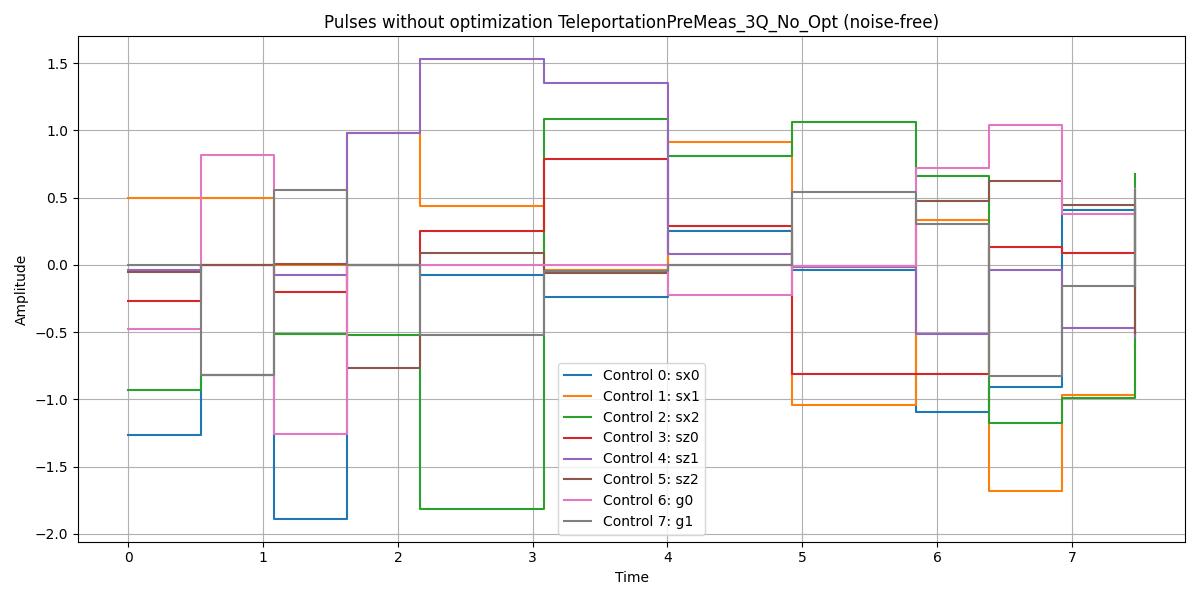 Pulses without optimization TeleportationPreMeas_3Q_No_Opt (noise-free)
Amplitude
1.5
1.0
0.5
0.0
−0.5
−1.0
−1.5
−2.0
Control 0: sx0
Control 1: sx1
Control 2: sx2
Control 3: sz0
Control 4: sz1
Control 5: sz2
Control 6: g0
Control 7: g1
0 1 2 3 4 5 6 7
Time